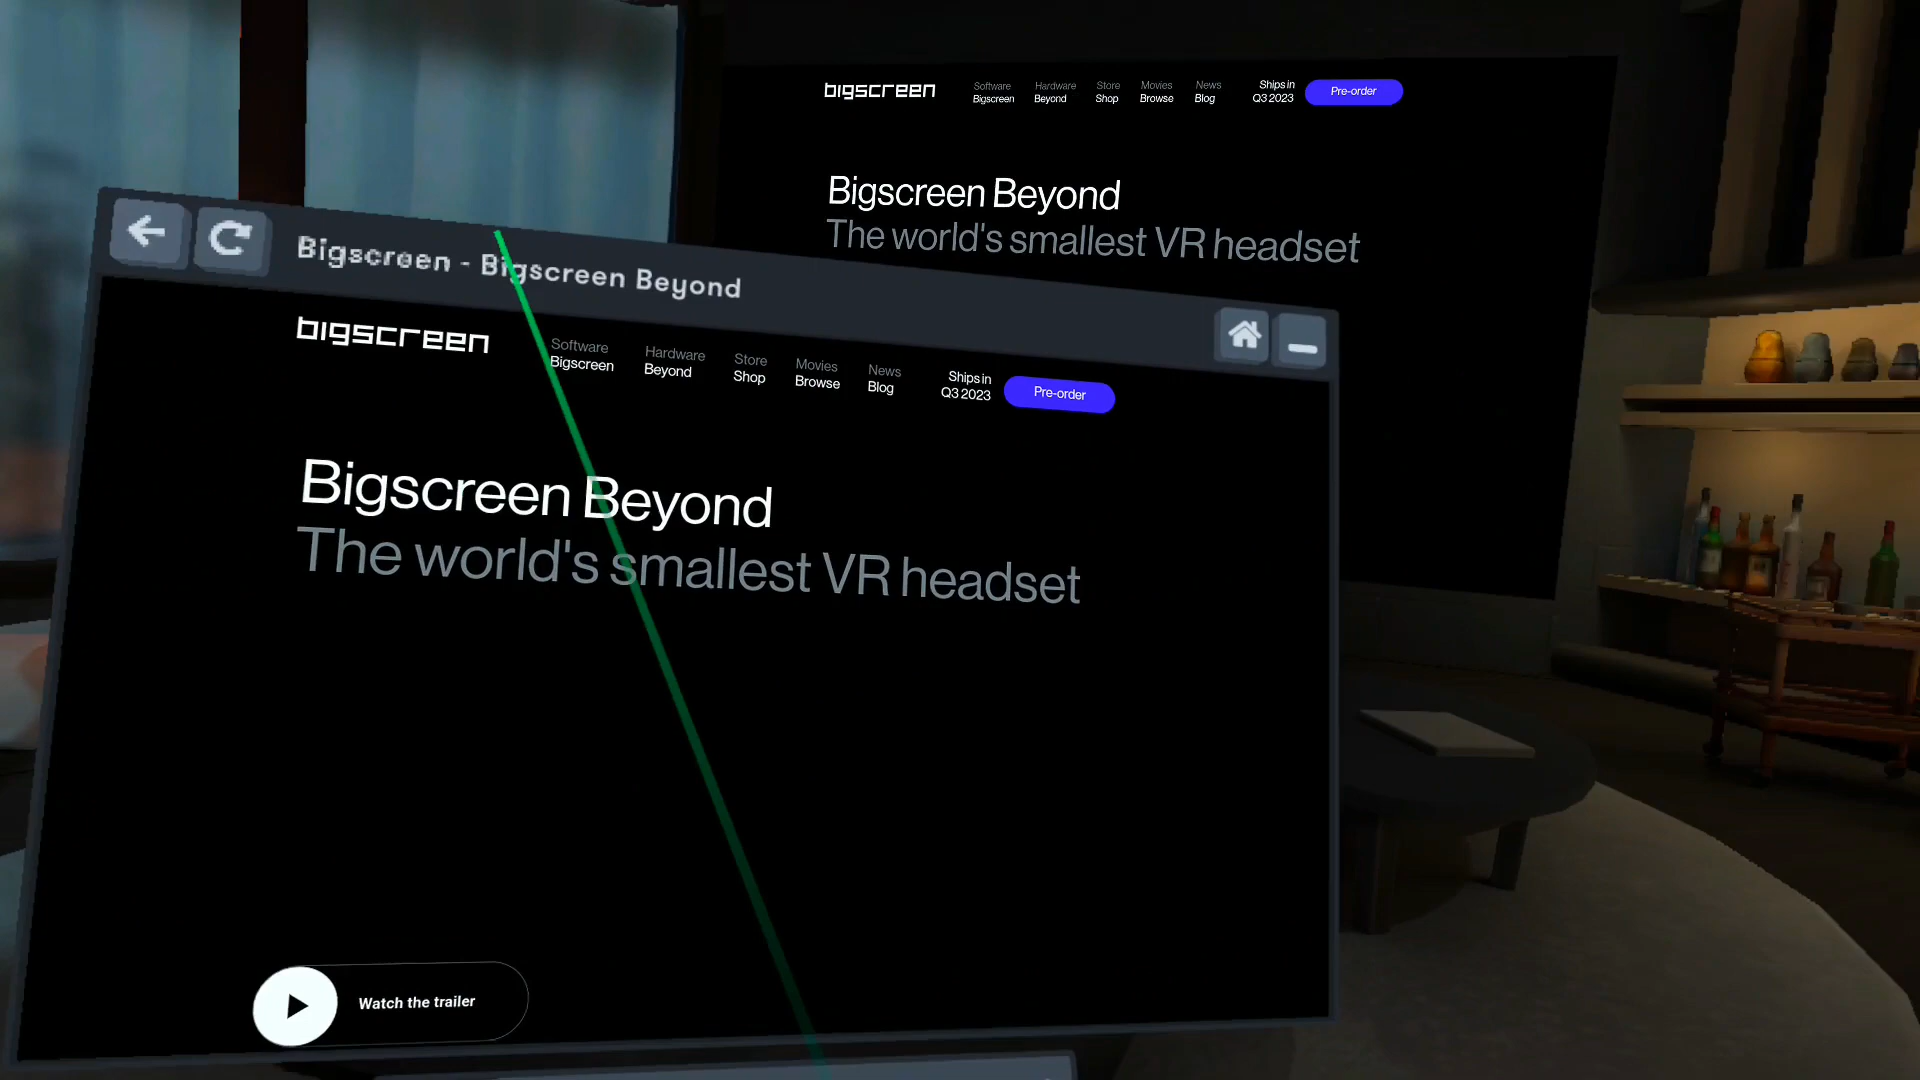 bigscreen
Software Hardware Store Movies News
Bigscreen Beyond Shop Browse Blog
Ships in
Q3 2023
Pre-order
Bigscreen Beyond
The world's smallest VR headset
Bigscreen - Bigscreen Beyond
bigscreen
Software Hardware Store Movies News
Bigscreen Beyond Shop Browse Blog
Ships in
Q3 2023
Pre-order
Bigscreen Beyond
The world's smallest VR headset
Watch the trailer